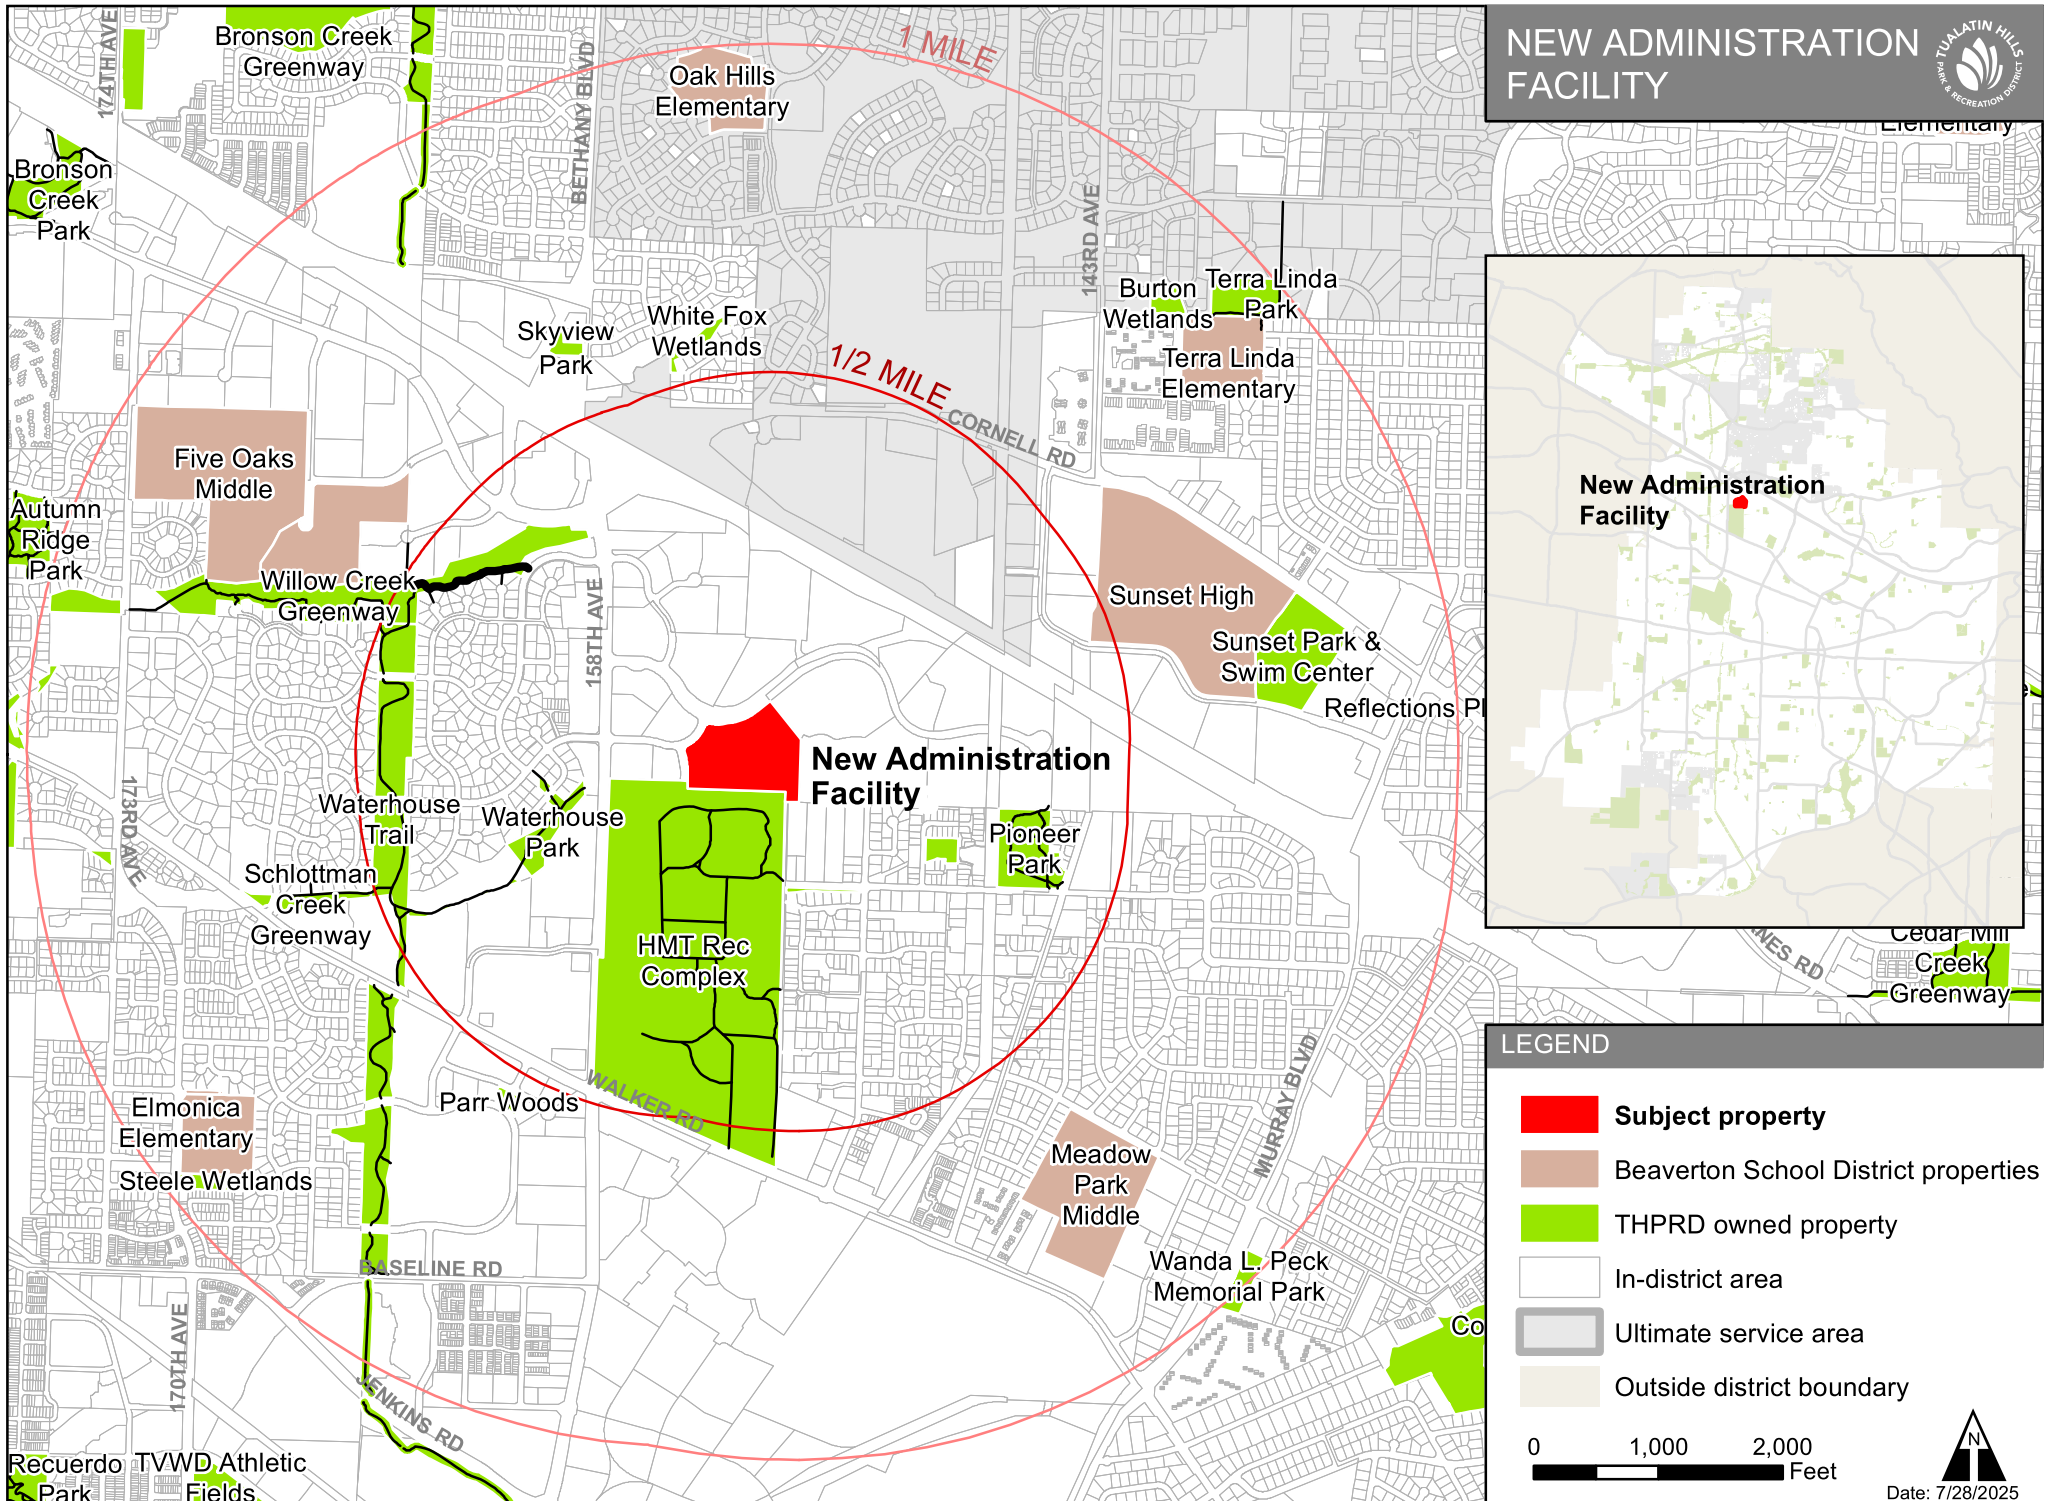 NEW ADMINISTRATION
FACILITY
TUALATIN HILLS
PARK & RECREATION DISTRICT
1 MILE
1/2 MILE
174TH AVE
BETHANY BLVD
143RD AVE
CORNELL RD
158TH AVE
173RD AVE
WALKER RD
MURRAY BLVD
BASELINE RD
170TH AVE
JENKINS RD
Bronson Creek
Greenway
Oak Hills
Elementary
Elementary
Bronson
Creek
Park
Skyview
Park
White Fox
Wetlands
Burton
Wetlands
Terra Linda
Park
Terra Linda
Elementary
Five Oaks
Middle
Autumn
Ridge
Park
Willow Creek
Greenway
Sunset High
Sunset Park &
Swim Center
Reflections Pl
New Administration
Facility
Waterhouse
Trail
Waterhouse
Park
Pioneer
Park
Schlottman
Creek
Greenway
HMT Rec
Complex
Parr Woods
Elmonica
Elementary
Steele Wetlands
Meadow
Park
Middle
Wanda L. Peck
Memorial Park
Co
Recuerdo
Park
TVWD Athletic
Fields
New Administration
Facility
NES RD
Cedar Mill
Creek
Greenway
LEGEND
Subject property
Beaverton School District properties
THPRD owned property
In-district area
Ultimate service area
Outside district boundary
0 1,000 2,000
Feet
N
Date: 7/28/2025